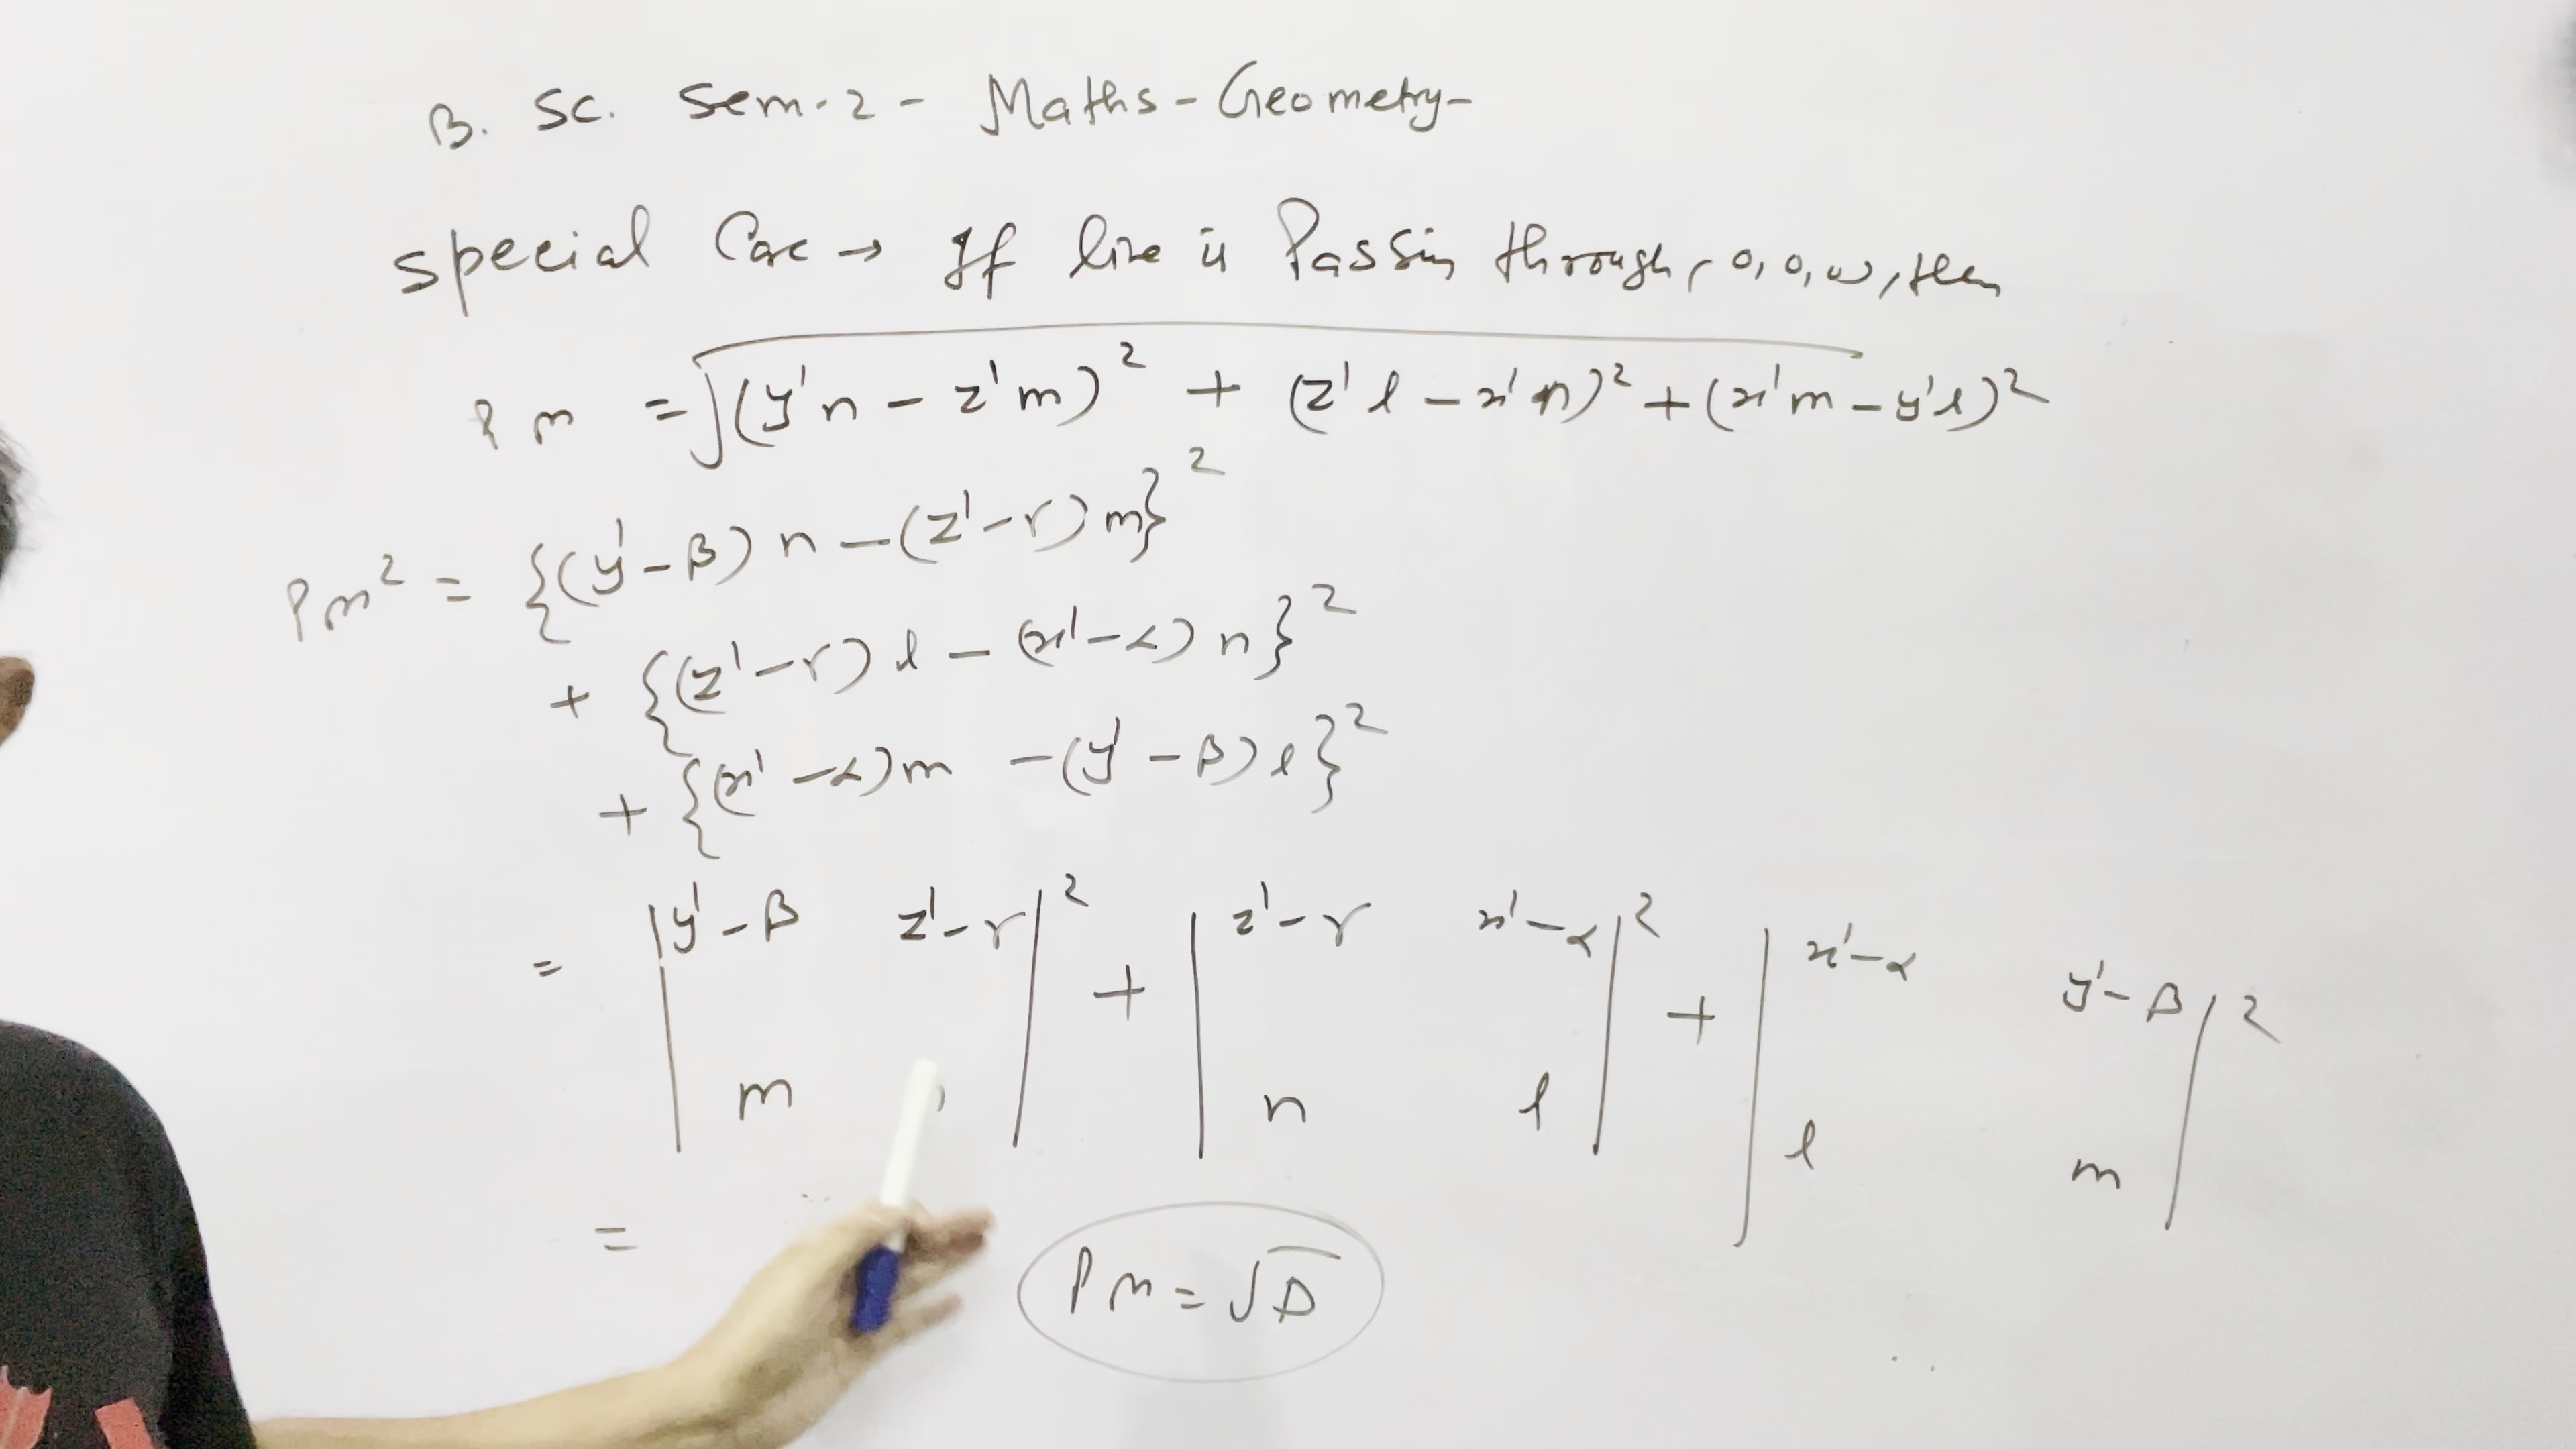 B. Sc. Sem. 2 - Maths - Geometry -
special Case → If line is Passing through, 0, 0, 0, then
Pm = √(y'n - z'm)² + (z'l - x'n)² + (x'm - y'l)²
Pm² = {(y' - β) n - (z' - γ) m}²
+ {(z' - γ) l - (x' - α) n}²
+ {(x' - α) m - (y' - β) l}²
= | y' - β z' - γ |² + | z' - γ x' - α |² + | x' - α y' - β |²
m n l l m
=
Pm = √D